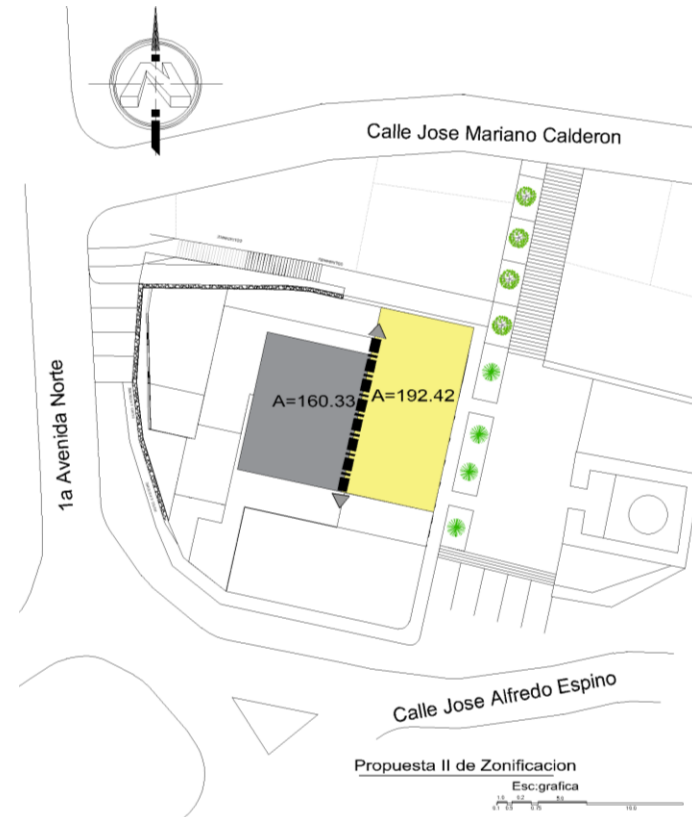 Calle Jose Mariano Calderon
1a Avenida Norte
A=160.33
A=192.42
Calle Jose Alfredo Espino
Propuesta II de Zonificacion
Esc:grafica